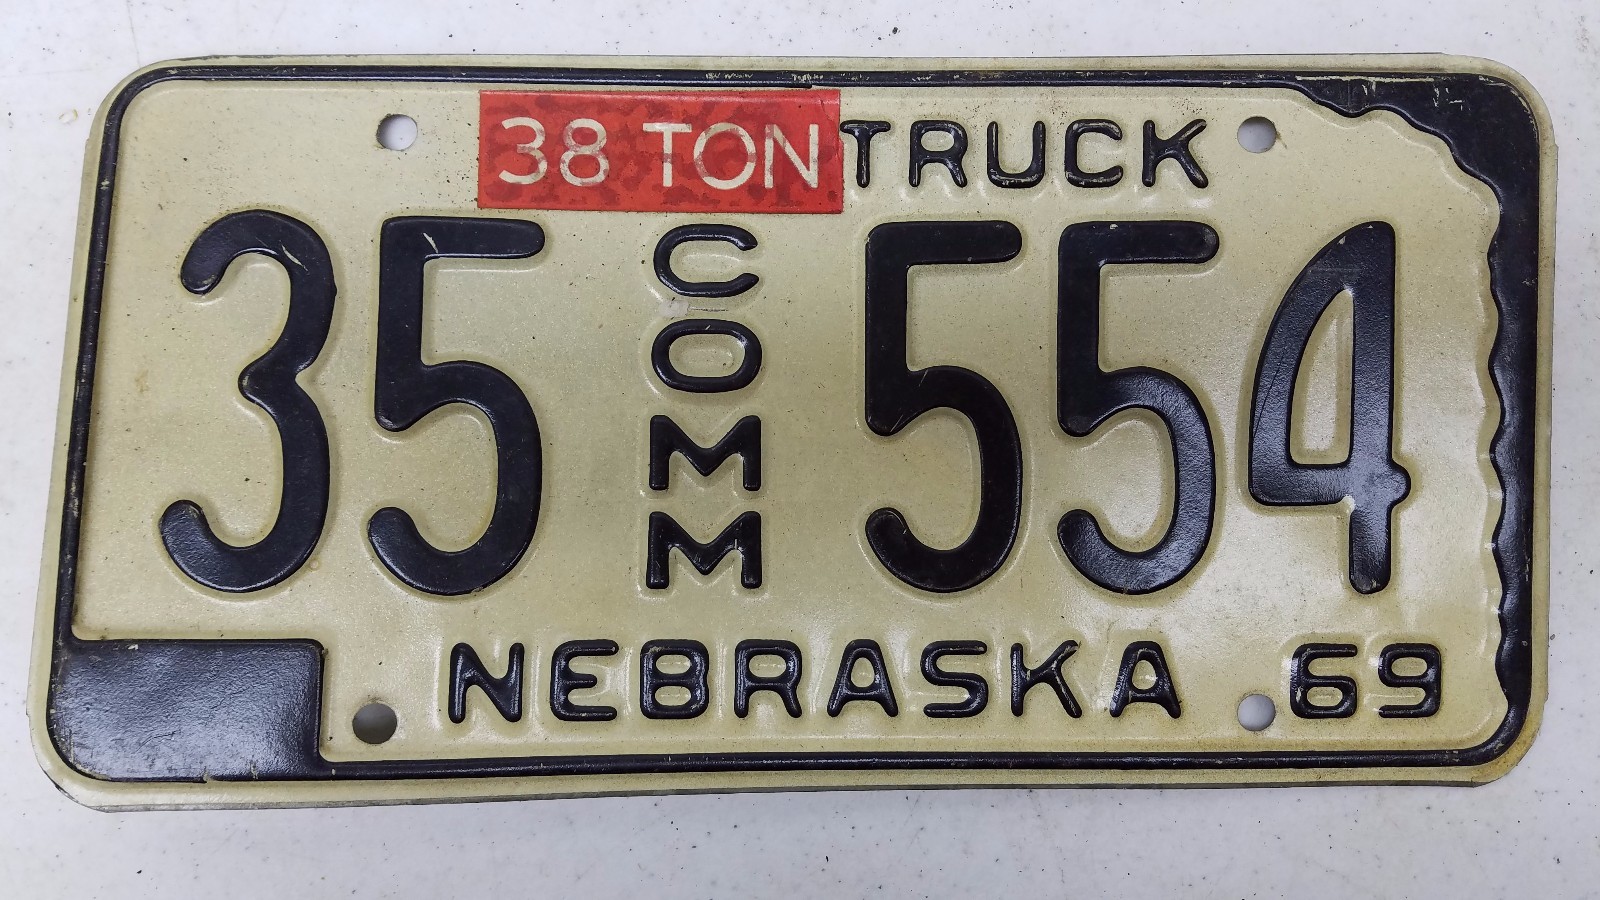 38 TON TRUCK
35 COMM 554
NEBRASKA 69